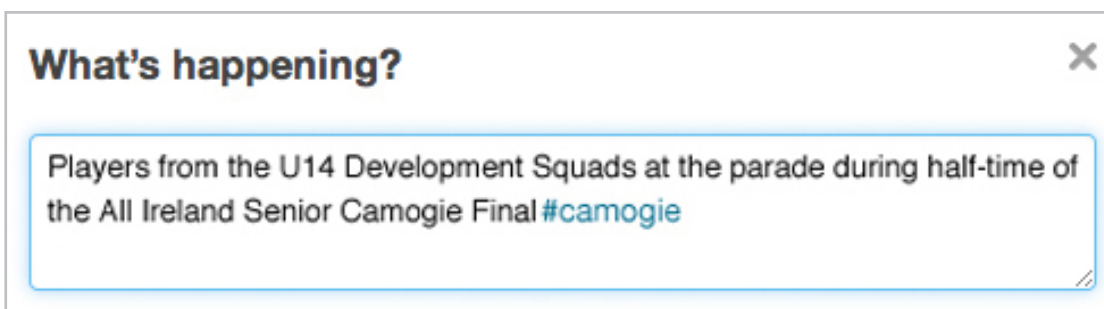 What's happening?
Players from the U14 Development Squads at the parade during half-time of
the All Ireland Senior Camogie Final #camogie